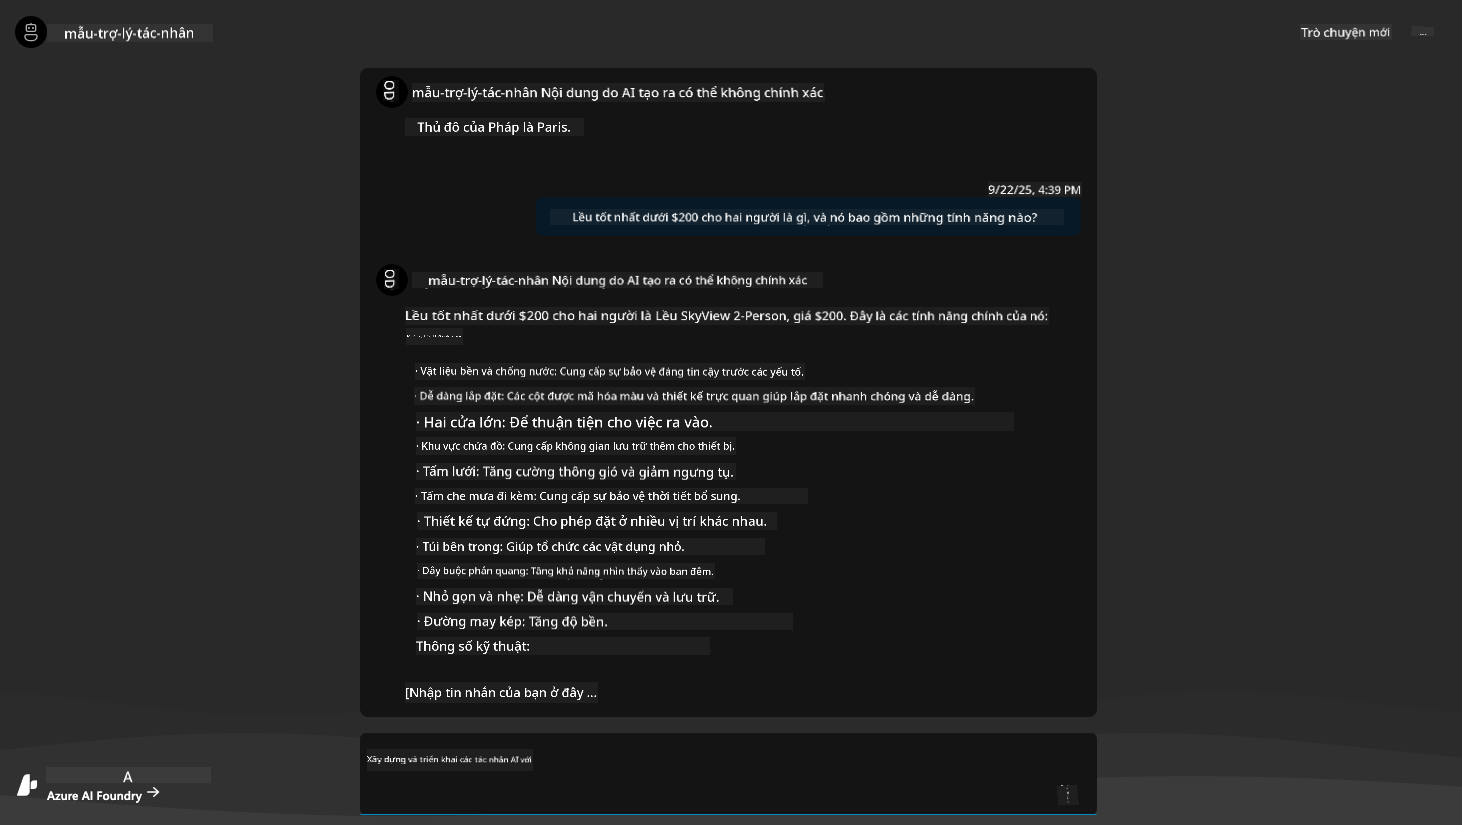 mẫu-trợ-lý-tác-nhân
Trò chuyện mới
...
mẫu-trợ-lý-tác-nhân Nội dung do AI tạo ra có thể không chính xác
Thủ đô của Pháp là Paris.
9/22/25, 4:39 PM
Lều tốt nhất dưới $200 cho hai người là gì, và nó bao gồm những tính năng nào?
mẫu-trợ-lý-tác-nhân Nội dung do AI tạo ra có thể không chính xác
Lều tốt nhất dưới $200 cho hai người là Lều SkyView 2-Person, giá $200. Đây là các tính năng chính của nó:
· Vật liệu bền và chống nước: Cung cấp sự bảo vệ đáng tin cậy trước các yếu tố.
· Dễ dàng lắp đặt: Các cột được mã hóa màu và thiết kế trực quan giúp lắp đặt nhanh chóng và dễ dàng.
· Hai cửa lớn: Để thuận tiện cho việc ra vào.
· Khu vực chứa đồ: Cung cấp không gian lưu trữ thêm cho thiết bị.
· Tấm lưới: Tăng cường thông gió và giảm ngưng tụ.
· Tấm che mưa đi kèm: Cung cấp sự bảo vệ thời tiết bổ sung.
· Thiết kế tự đứng: Cho phép đặt ở nhiều vị trí khác nhau.
· Túi bên trong: Giúp tổ chức các vật dụng nhỏ.
· Dây buộc phản quang: Tăng khả năng nhìn thấy vào ban đêm.
· Nhỏ gọn và nhẹ: Dễ dàng vận chuyển và lưu trữ.
· Đường may kép: Tăng độ bền.
Thông số kỹ thuật:
[Nhập tin nhắn của bạn ở đây ...
Xây dựng và triển khai các tác nhân AI với
A
Azure AI Foundry →